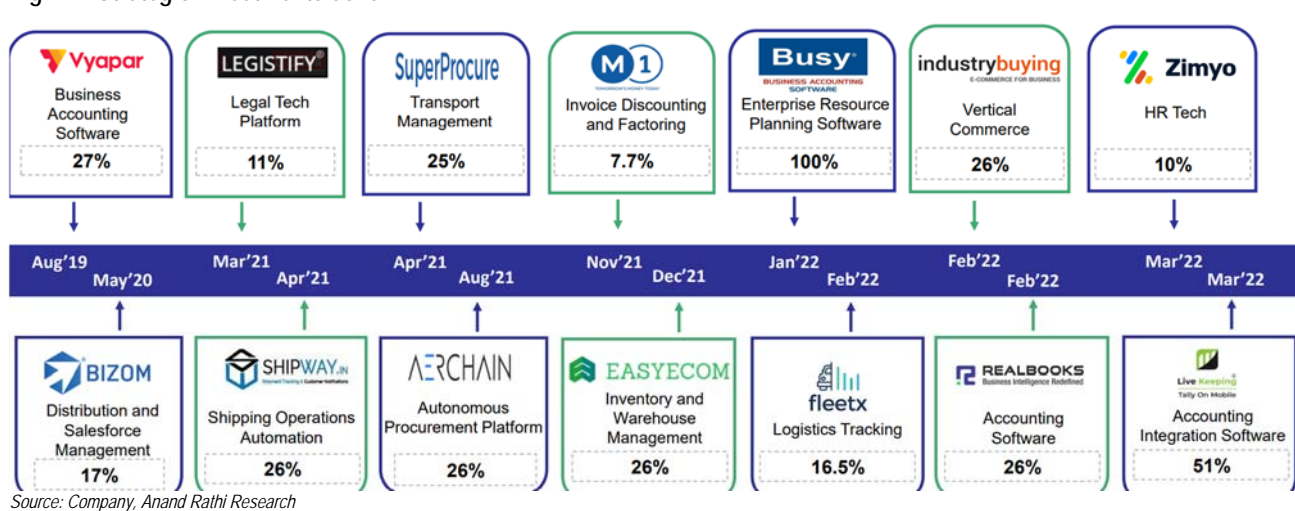 Vyapar
Business
Accounting
Software
27%
LEGISTIFY®
Legal Tech
Platform
11%
SuperProcure
Transport
Management
25%
M1
TOMORROW'S MONEY TODAY
Invoice Discounting
and Factoring
7.7%
Busy
BUSINESS ACCOUNTING
SOFTWARE
Enterprise Resource
Planning Software
100%
industrybuying
E-COMMERCE FOR BUSINESS
Vertical
Commerce
26%
Zimyo
HR Tech
10%
Aug'19
May'20
Mar'21
Apr'21
Apr'21
Aug'21
Nov'21
Dec'21
Jan'22
Feb'22
Feb'22
Feb'22
Mar'22
Mar'22
BIZOM
Distribution and
Salesforce
Management
17%
SHIPWAY.IN
Shipment Tracking & Customer Notifications
Shipping Operations
Automation
26%
AERCHAIN
Autonomous
Procurement Platform
26%
EASYECOM
Inventory and
Warehouse
Management
26%
fleetx
Logistics Tracking
16.5%
REALBOOKS
Business Intelligence Redefined
Accounting
Software
26%
Live Keeping®
Tally On Mobile
Accounting
Integration Software
51%
Source: Company, Anand Rathi Research